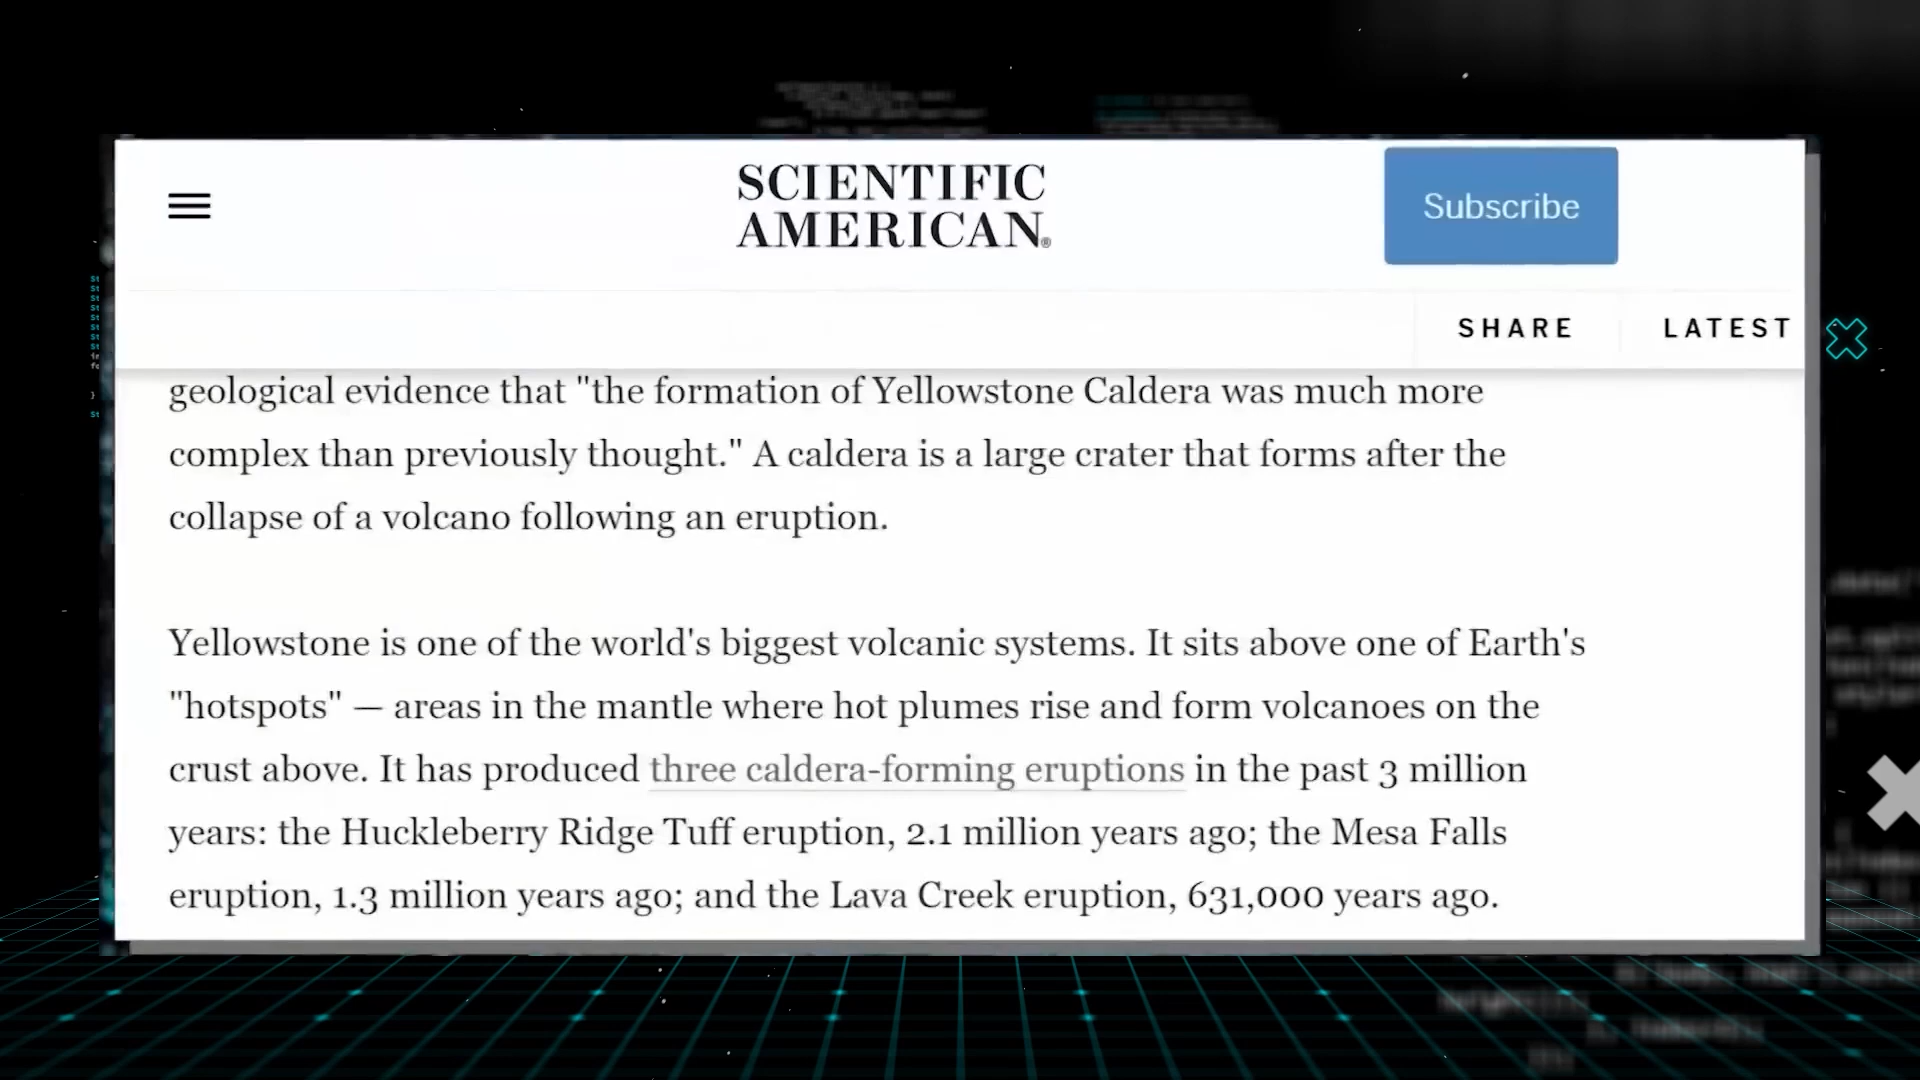 SCIENTIFIC
AMERICAN®
Subscribe
SHARE
LATEST
geological evidence that "the formation of Yellowstone Caldera was much more
complex than previously thought." A caldera is a large crater that forms after the
collapse of a volcano following an eruption.
Yellowstone is one of the world's biggest volcanic systems. It sits above one of Earth's
"hotspots" — areas in the mantle where hot plumes rise and form volcanoes on the
crust above. It has produced three caldera-forming eruptions in the past 3 million
years: the Huckleberry Ridge Tuff eruption, 2.1 million years ago; the Mesa Falls
eruption, 1.3 million years ago; and the Lava Creek eruption, 631,000 years ago.